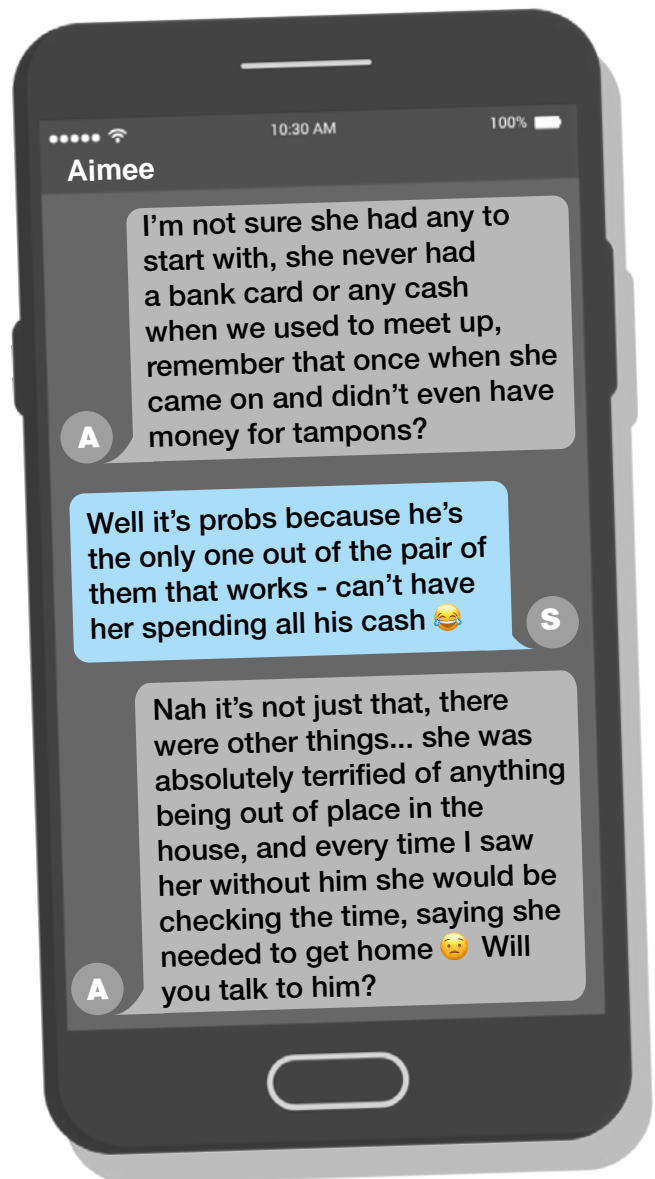 10:30 AM
100%
Aimee
I’m not sure she had any to
start with, she never had
a bank card or any cash
when we used to meet up,
remember that once when she
came on and didn’t even have
money for tampons?
A
Well it’s probs because he’s
the only one out of the pair of
them that works - can’t have
her spending all his cash 😂
S
Nah it’s not just that, there
were other things... she was
absolutely terrified of anything
being out of place in the
house, and every time I saw
her without him she would be
checking the time, saying she
needed to get home 😟 Will
you talk to him?
A